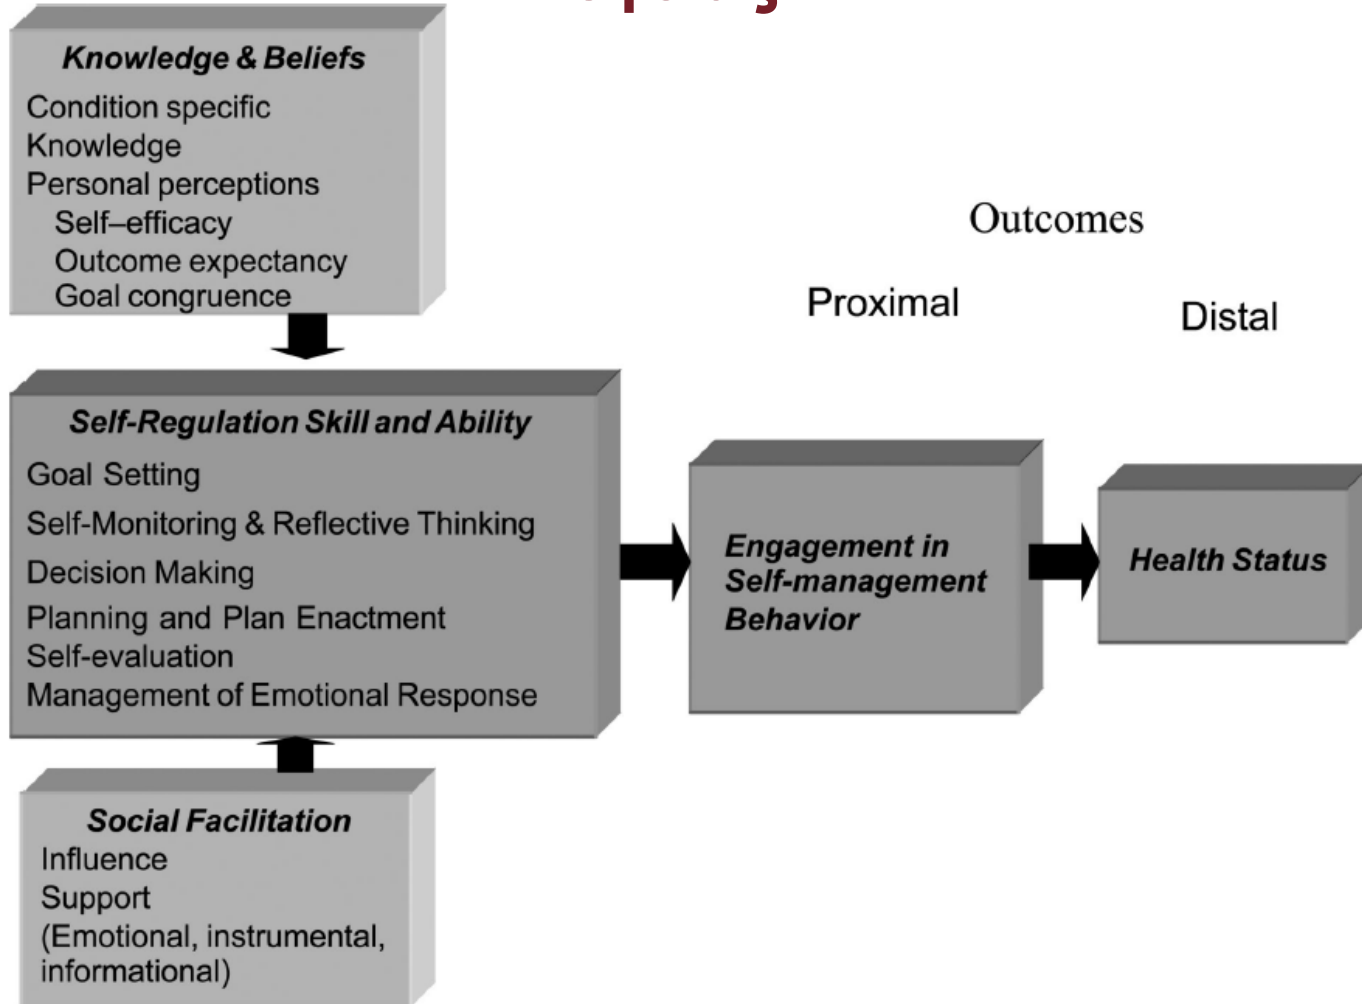 Knowledge & Beliefs
Condition specific
Knowledge
Personal perceptions
Self–efficacy
Outcome expectancy
Goal congruence
Outcomes
Proximal
Distal
Self-Regulation Skill and Ability
Goal Setting
Self-Monitoring & Reflective Thinking
Decision Making
Planning and Plan Enactment
Self-evaluation
Management of Emotional Response
Engagement in
Self-management
Behavior
Health Status
Social Facilitation
Influence
Support
(Emotional, instrumental,
informational)